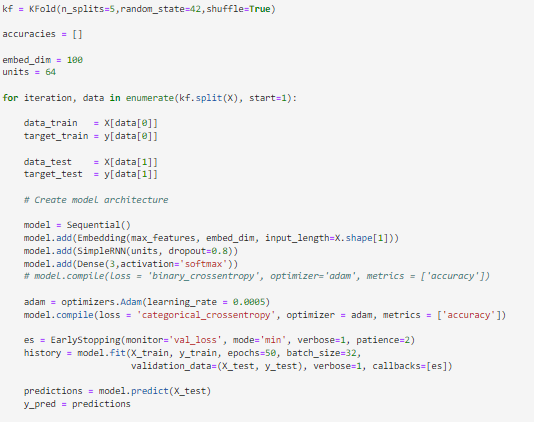 kf = KFold(n_splits=5,random_state=42,shuffle=True)
accuracies = []
embed_dim = 100
units = 64
for iteration, data in enumerate(kf.split(X), start=1):
data_train   = X[data[0]]
target_train = y[data[0]]
data_test    = X[data[1]]
target_test  = y[data[1]]
# Create model architecture
model = Sequential()
model.add(Embedding(max_features, embed_dim, input_length=X.shape[1]))
model.add(SimpleRNN(units, dropout=0.8))
model.add(Dense(3,activation='softmax'))
# model.compile(loss = 'binary_crossentropy', optimizer='adam', metrics = ['accuracy'])
adam = optimizers.Adam(learning_rate = 0.0005)
model.compile(loss = 'categorical_crossentropy', optimizer = adam, metrics = ['accuracy'])
es = EarlyStopping(monitor='val_loss', mode='min', verbose=1, patience=2)
history = model.fit(X_train, y_train, epochs=50, batch_size=32,
validation_data=(X_test, y_test), verbose=1, callbacks=[es])
predictions = model.predict(X_test)
y_pred = predictions